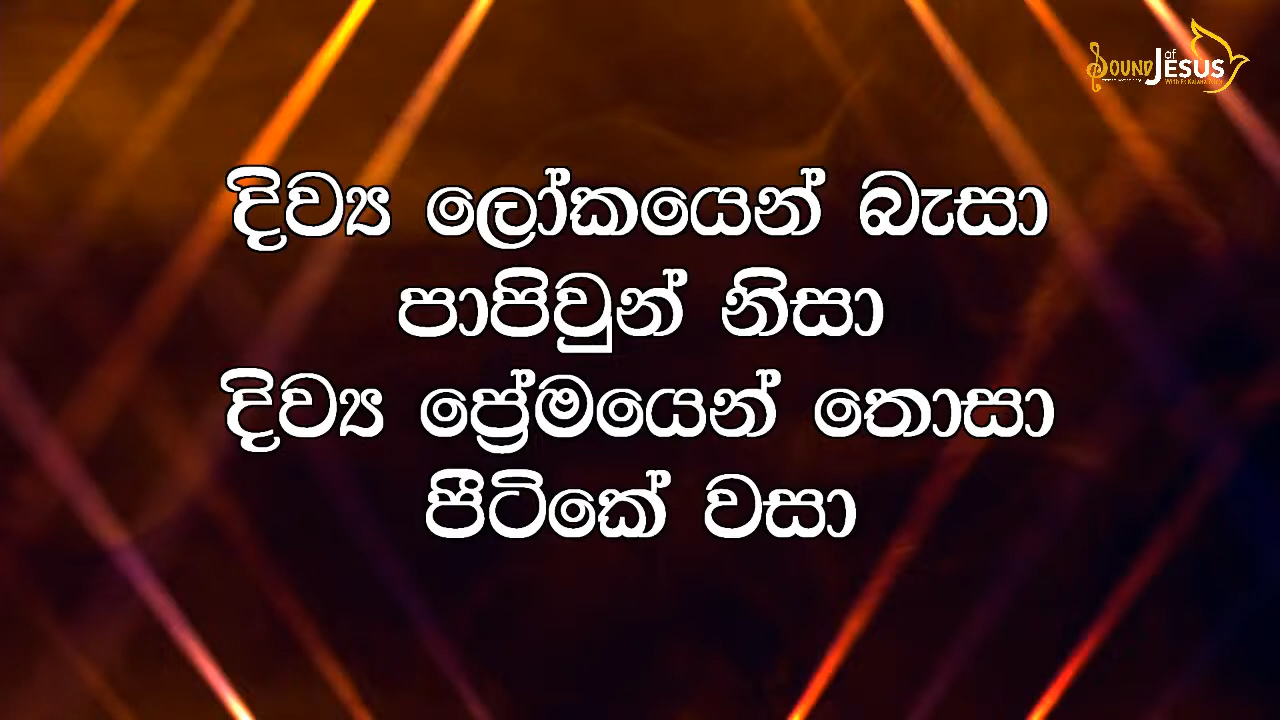 Sound of Jesus
දිව්‍ය ලෝකයෙන් බැසා
පාපිවුන් නිසා
දිව්‍ය ප්‍රේමයෙන් තොසා
පීටිකේ වසා